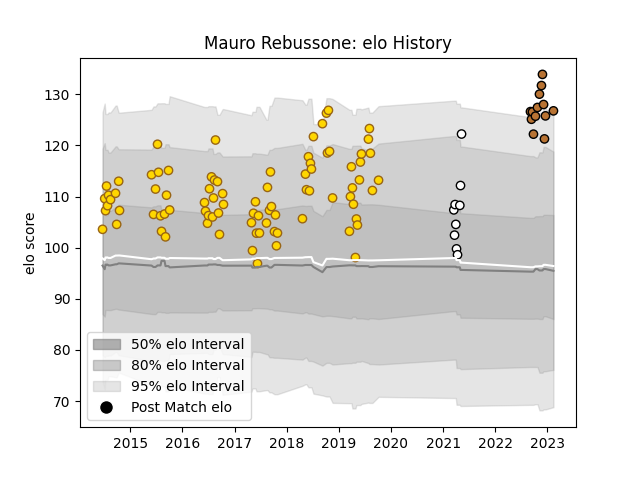 Mauro Rebussone: elo History
elo score
130
120
110
100
90
80
70
50% elo Interval
80% elo Interval
95% elo Interval
Post Match elo
2015
2016
2017
2018
2019
2020
2021
2022
2023